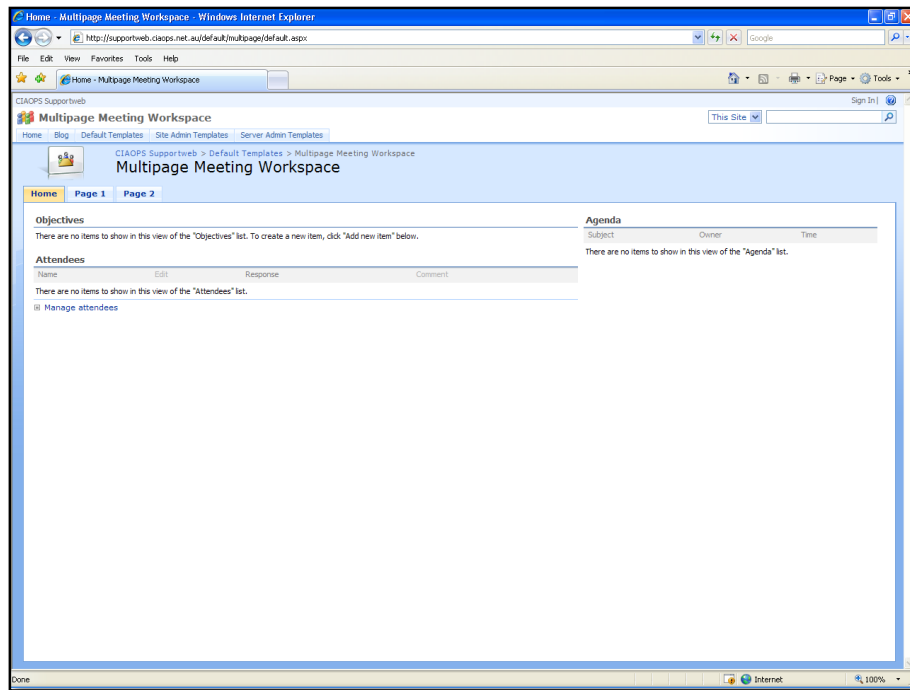 Home - Multipage Meeting Workspace - Windows Internet Explorer
http://supportweb.ciaops.net.au/default/multipage/default.aspx
Google
File Edit View Favorites Tools Help
Home - Multipage Meeting Workspace
Page Tools
CIAOPS Supportweb
Sign In |
Multipage Meeting Workspace
This Site
Home Blog Default Templates Site Admin Templates Server Admin Templates
CIAOPS Supportweb > Default Templates > Multipage Meeting Workspace
Multipage Meeting Workspace
Home Page 1 Page 2
Objectives
There are no items to show in this view of the "Objectives" list. To create a new item, click "Add new item" below.
Attendees
Name Edit Response Comment
There are no items to show in this view of the "Attendees" list.
Manage attendees
Agenda
Subject Owner Time
There are no items to show in this view of the "Agenda" list.
Done
Internet
100%